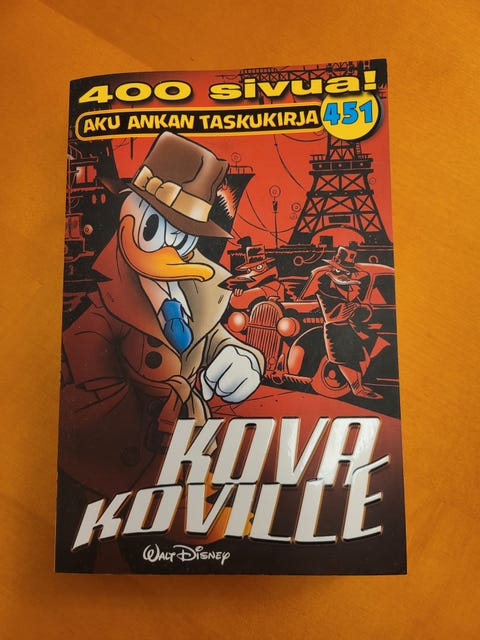 400 sivua!
AKU ANKAN TASKUKIRJA 451
KOVA
KOVILLE
WALT DISNEY